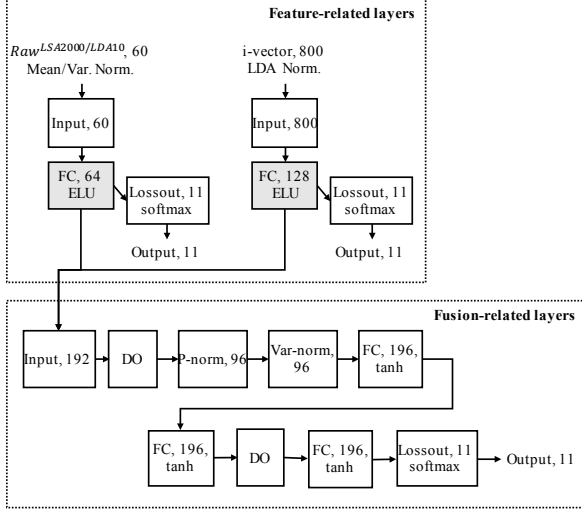 Feature-related layers
Raw^LSA2000/LDA10, 60
Mean/Var. Norm.
i-vector, 800
LDA Norm.
Input, 60
Input, 800
FC, 64
ELU
Lossout, 11
softmax
FC, 128
ELU
Lossout, 11
softmax
Output, 11
Output, 11
Fusion-related layers
Input, 192
DO
P-norm, 96
Var-norm,
96
FC, 196,
tanh
FC, 196,
tanh
DO
FC, 196,
tanh
Lossout, 11
softmax
Output, 11